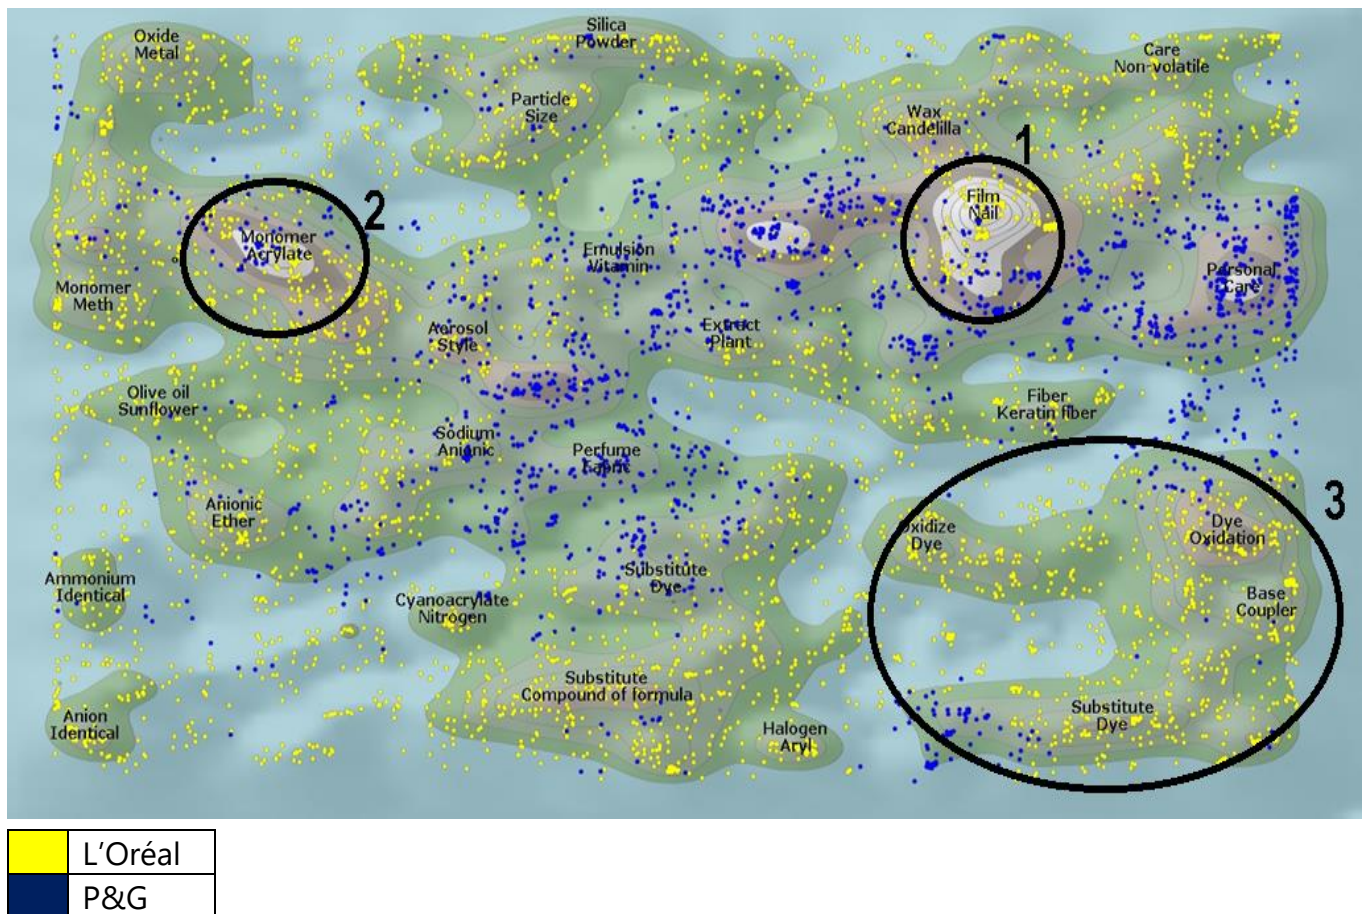 Oxide
Metal
Silica
Powder
Care
Non-volatile
Particle
Size
Wax
Candelilla
1
Film
Nail
2
Monomer
Acrylate
Emulsion
Vitamin
Parsonal
Care
Monomer
Meth
Aerosol
Style
Extract
Plant
Olive oil
Sunflower
Fiber
Keratin fiber
Sodium
Anionic
Perfume
Fabric
3
Anionic
Ether
Oxidize
Dye
Dye
Oxidation
Ammonium
Identical
Substitute
Dye
Cyanoacrylate
Nitrogen
Base
Coupler
Substitute
Compound of formula
Substitute
Dye
Anion
Identical
Halogen
Aryl
L’Oréal
P&G